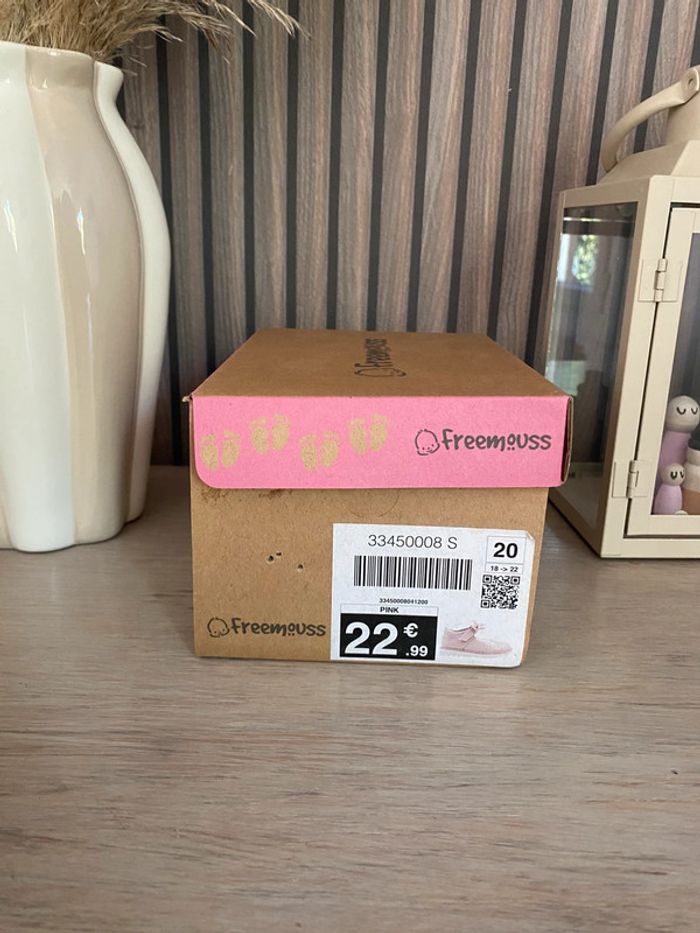 Freemouss
freemouss
33450008 S
20
18 -> 22
33450008041200
PINK
22€.99
Freemouss